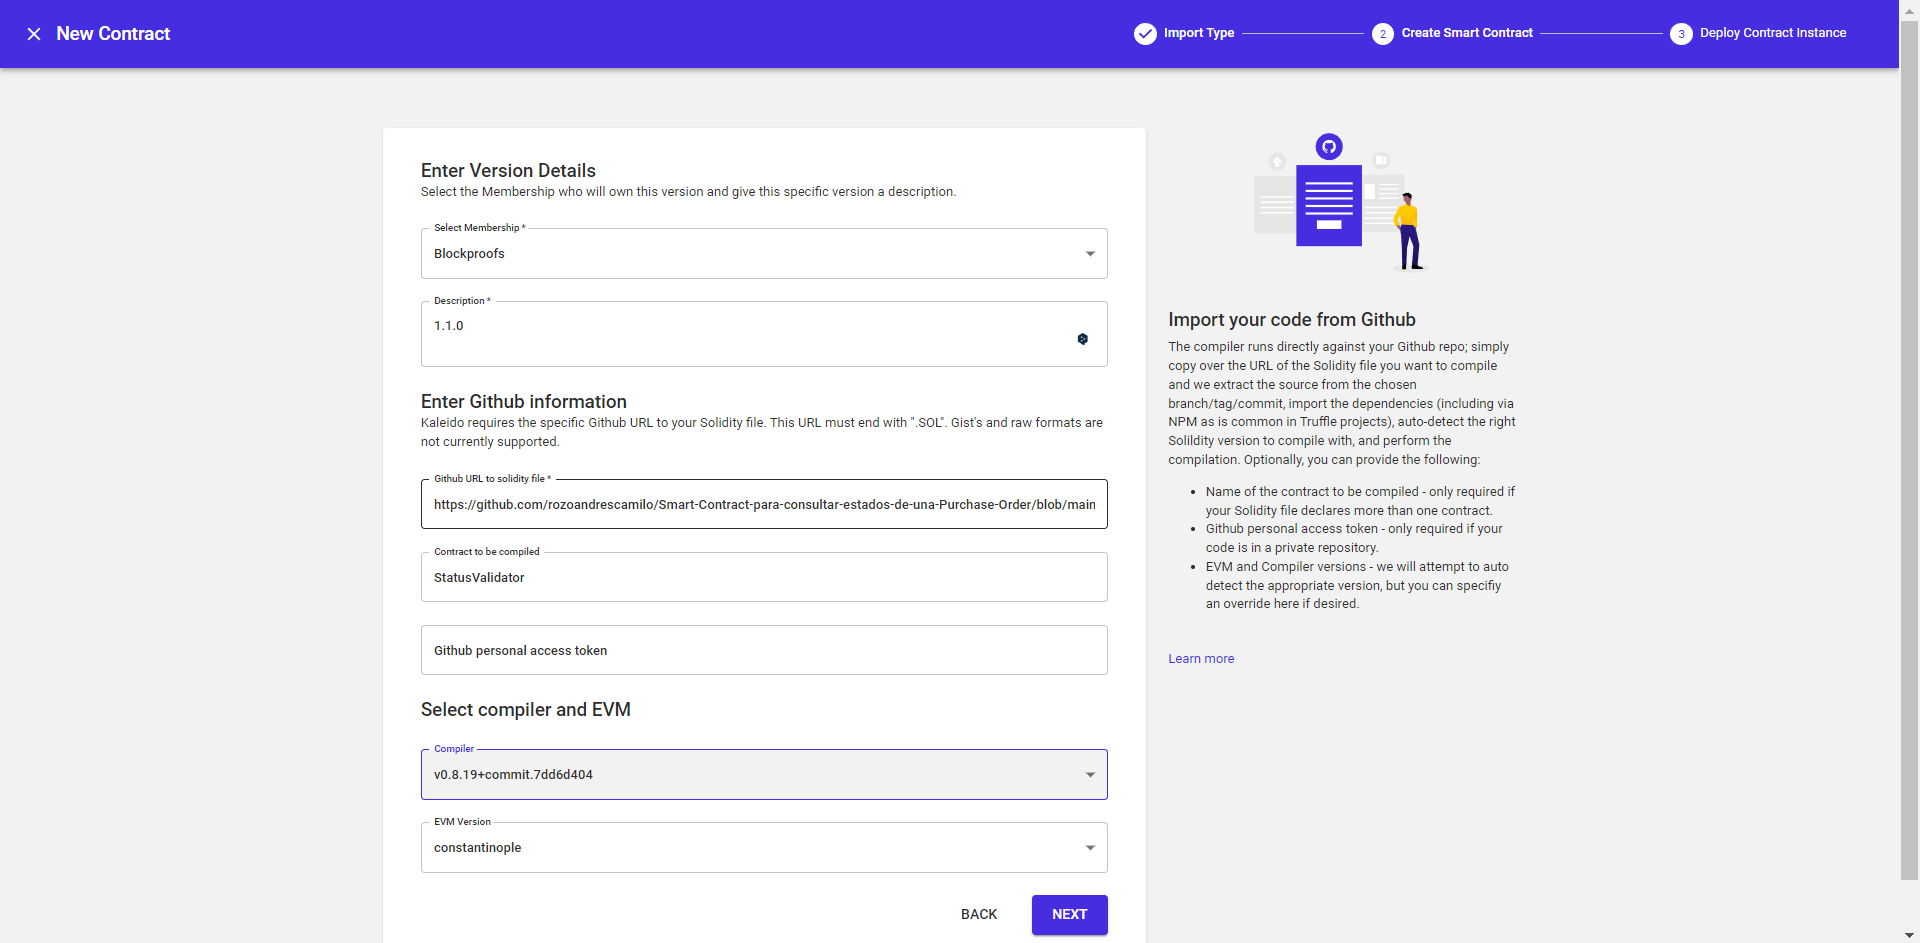 New Contract
Import Type
2 Create Smart Contract
3 Deploy Contract Instance
Enter Version Details
Select the Membership who will own this version and give this specific version a description.
Select Membership *
Blockproofs
Description *
1.1.0
Enter Github information
Kaleido requires the specific Github URL to your Solidity file. This URL must end with ".SOL". Gist's and raw formats are
not currently supported.
Github URL to solidity file *
https://github.com/rozoandrescamilo/Smart-Contract-para-consultar-estados-de-una-Purchase-Order/blob/main
Contract to be compiled
StatusValidator
Github personal access token
Select compiler and EVM
Compiler
v0.8.19+commit.7dd6d404
EVM Version
constantinople
BACK
NEXT
Import your code from Github
The compiler runs directly against your Github repo; simply
copy over the URL of the Solidity file you want to compile
and we extract the source from the chosen
branch/tag/commit, import the dependencies (including via
NPM as is common in Truffle projects), auto-detect the right
Solildity version to compile with, and perform the
compilation. Optionally, you can provide the following:
• Name of the contract to be compiled - only required if
your Solidity file declares more than one contract.
• Github personal access token - only required if your
code is in a private repository.
• EVM and Compiler versions - we will attempt to auto
detect the appropriate version, but you can specifiy
an override here if desired.
Learn more